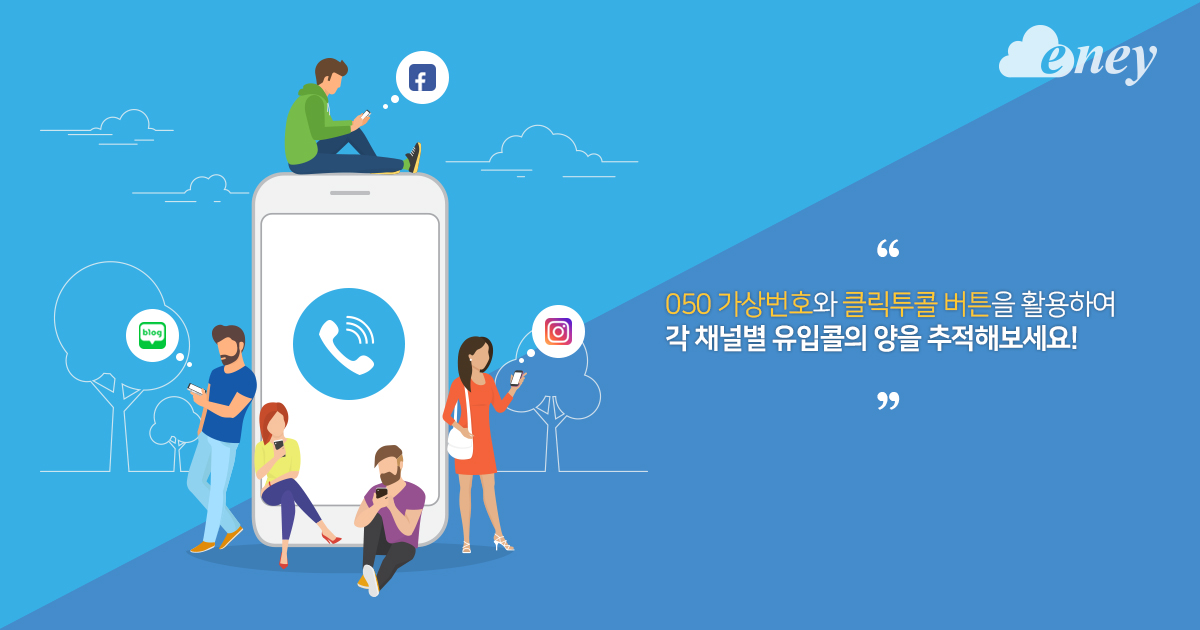 eney
blog
“
050 가상번호와 클릭투콜 버튼을 활용하여
각 채널별 유입콜의 양을 추적해보세요!
”